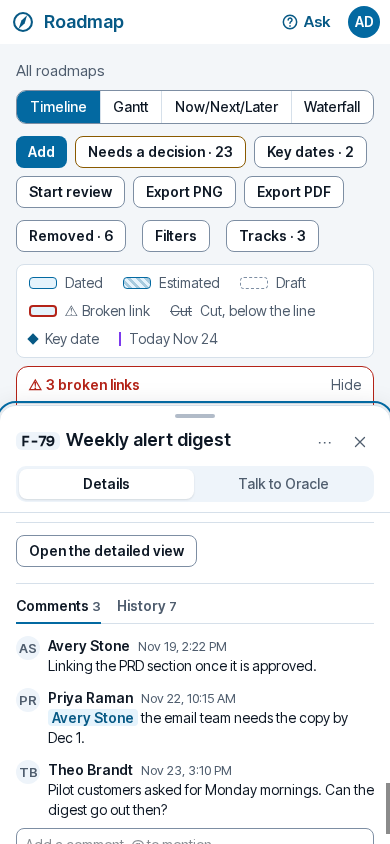 Roadmap
Ask
AD
All roadmaps
Timeline
Gantt
Now/Next/Later
Waterfall
Add
Needs a decision · 23
Key dates · 2
Start review
Export PNG
Export PDF
Removed · 6
Filters
Tracks · 3
Dated
Estimated
Draft
⚠ Broken link
Cut Cut, below the line
Key date
Today Nov 24
⚠ 3 broken links
Hide
F-79 Weekly alert digest
...
Details
Talk to Oracle
Open the detailed view
Comments 3
History 7
AS
Avery Stone Nov 19, 2:22 PM
Linking the PRD section once it is approved.
PR
Priya Raman Nov 22, 10:15 AM
Avery Stone the email team needs the copy by
Dec 1.
TB
Theo Brandt Nov 23, 3:10 PM
Pilot customers asked for Monday mornings. Can the
digest go out then?
Add a comment, @ to mention